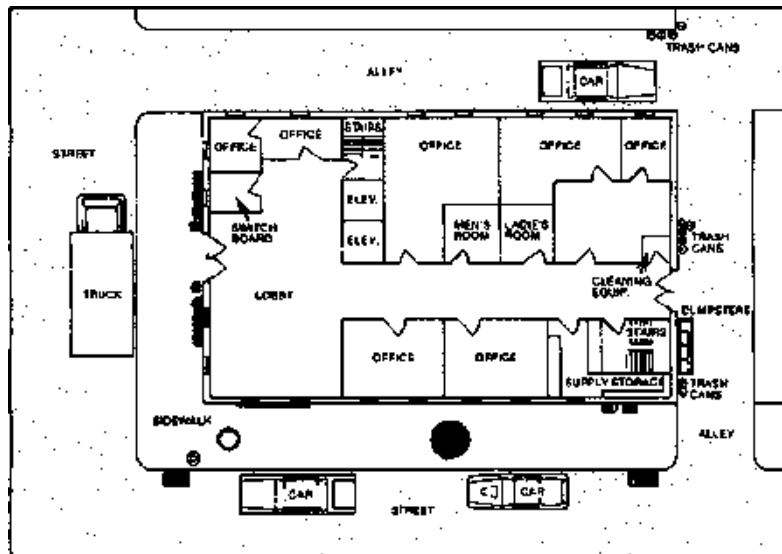 TRASH CANS
ALLEY
CAR
STAIRS
OFFICE
OFFICE
OFFICE
OFFICE
OFFICE
STREET
ELEV.
MEN'S
ROOM
LADIE'S
ROOM
SWITCH
BOARD
ELEV.
TRASH
CANS
CLEANING
EQUIP.
TRUCK
LOBBY
DUMPSTERS
STAIRS
OFFICE
OFFICE
SUPPLY STORAGE
TRASH
CANS
SIDEWALK
ALLEY
CAR
CAR
STREET